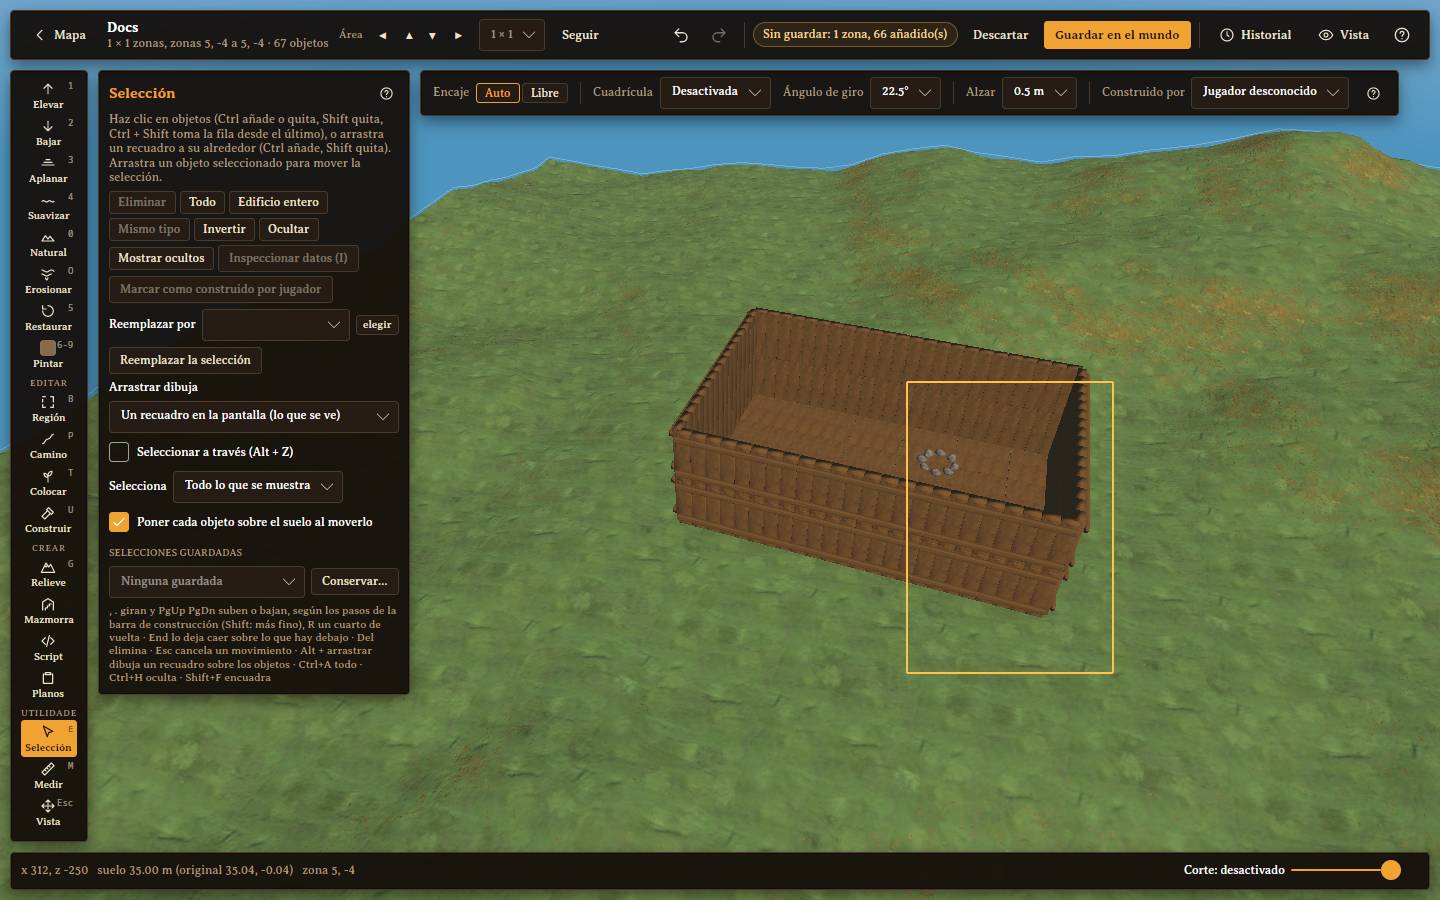 Mapa
Docs
1 × 1 zonas, zonas 5, -4 a 5, -4 · 67 objetos
Área
1 × 1
Seguir
Sin guardar: 1 zona, 66 añadido(s)
Descartar
Guardar en el mundo
Historial
Vista
1
Elevar
2
Bajar
3
Aplanar
4
Suavizar
0
Natural
O
Erosionar
5
Restaurar
6-9
Pintar
EDITAR
B
Región
P
Camino
T
Colocar
U
Construir
CREAR
G
Relieve
Mazmorra
Script
Planos
UTILIDADE
E
Selección
M
Medir
Esc
Vista
Selección
Haz clic en objetos (Ctrl añade o quita, Shift quita,
Ctrl + Shift toma la fila desde el último), o arrastra
un recuadro a su alrededor (Ctrl añade, Shift quita).
Arrastra un objeto seleccionado para mover la
selección.
Eliminar Todo Edificio entero
Mismo tipo Invertir Ocultar
Mostrar ocultos Inspeccionar datos (I)
Marcar como construido por jugador
Reemplazar por elegir
Reemplazar la selección
Arrastrar dibuja
Un recuadro en la pantalla (lo que se ve)
Seleccionar a través (Alt + Z)
Selecciona Todo lo que se muestra
Poner cada objeto sobre el suelo al moverlo
SELECCIONES GUARDADAS
Ninguna guardada Conservar...
, . giran y PgUp PgDn suben o bajan, según los pasos de la
barra de construcción (Shift: más fino), R un cuarto de
vuelta · End lo deja caer sobre lo que hay debajo · Del
elimina · Esc cancela un movimiento · Alt + arrastrar
dibuja un recuadro sobre los objetos · Ctrl+A todo ·
Ctrl+H oculta · Shift+F encuadra
Encaje Auto Libre Cuadrícula Desactivada Ángulo de giro 22.5° Alzar 0.5 m Construido por Jugador desconocido
x 312, z -250 suelo 35.00 m (original 35.04, -0.04) zona 5, -4
Corte: desactivado